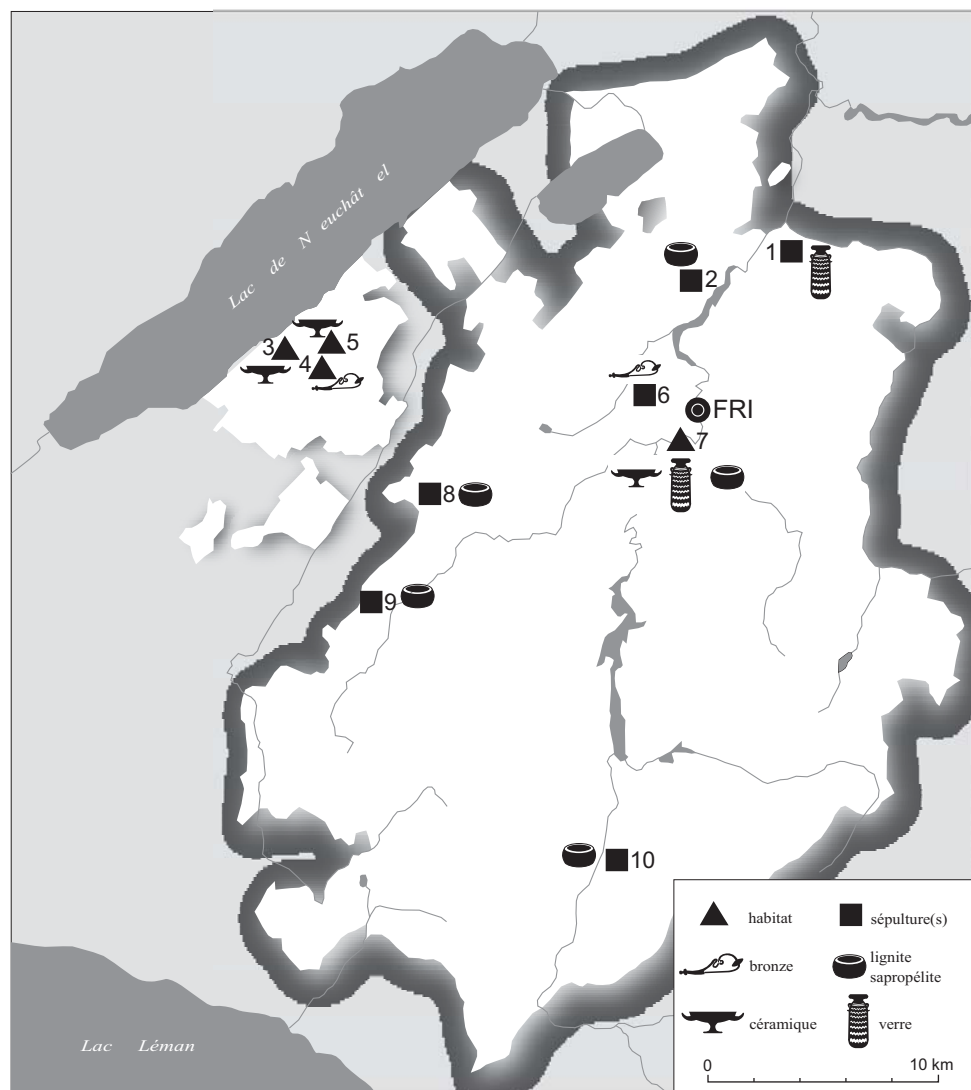 Lac de Neuchâtel
1
2
3
5
4
6
FRI
7
8
9
10
habitat
sépulture(s)
bronze
lignite
sapropélite
céramique
verre
0
10 km
Lac Léman